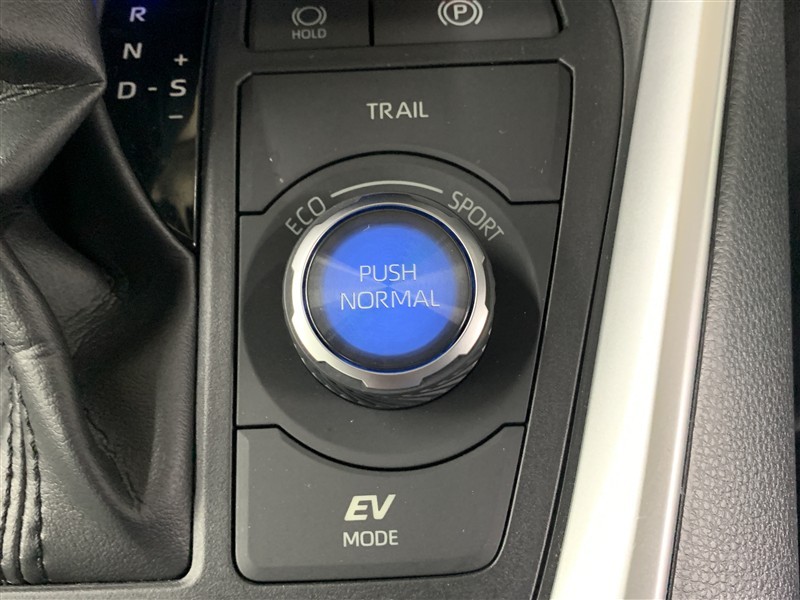 R
N
+
D - S
−
HOLD
P
TRAIL
ECO
SPORT
PUSH
NORMAL
EV
MODE